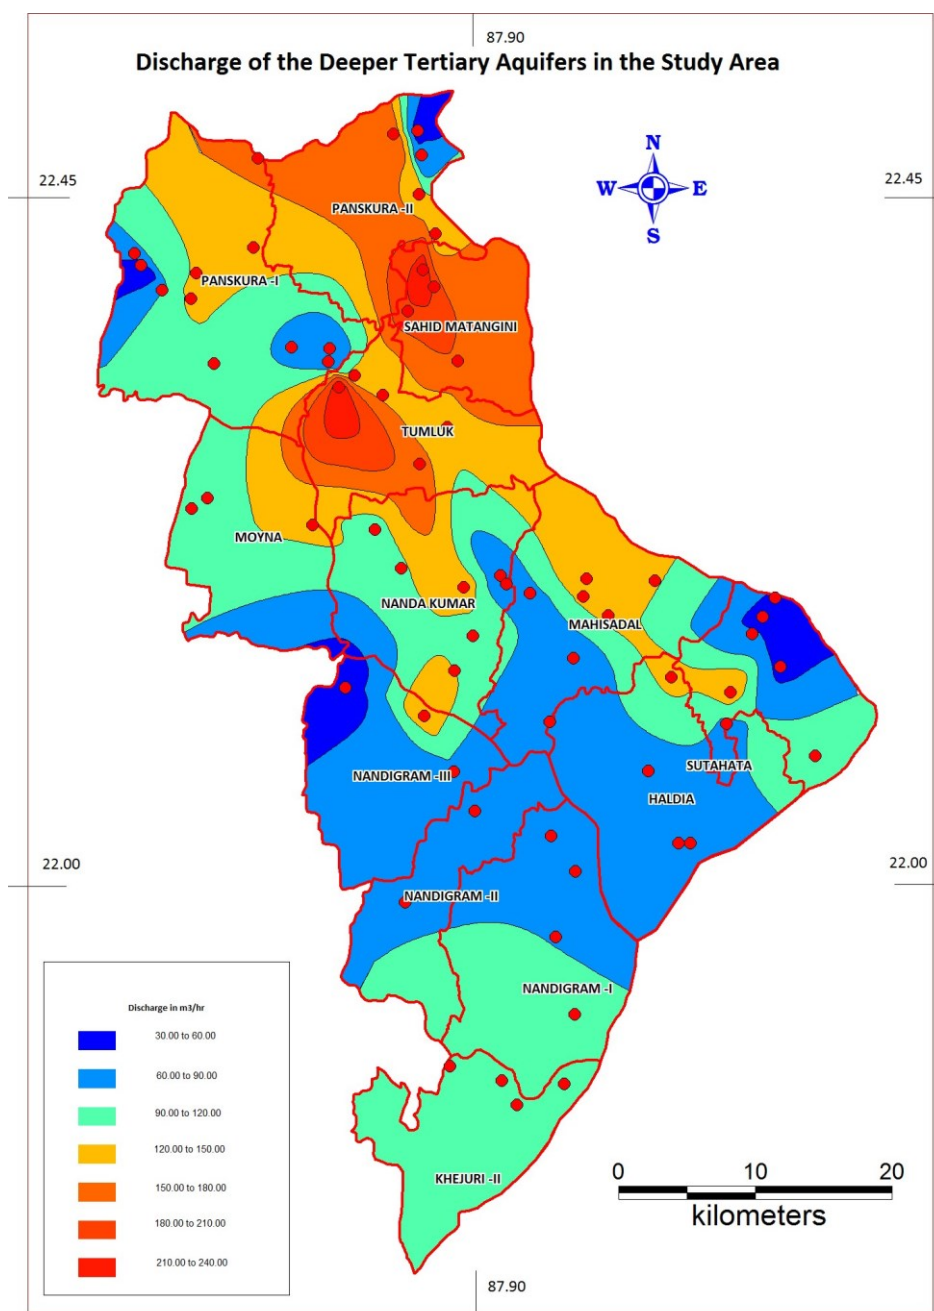 87.90
Discharge of the Deeper Tertiary Aquifers in the Study Area
N
W E
S
22.45 22.45
PANSKURA -II
PANSKURA -I
SAHID MATANGINI
TUMLUK
MOYNA
NANDA KUMAR
MAHISADAL
SUTAHATA
NANDIGRAM -III
HALDIA
22.00 22.00
NANDIGRAM -II
NANDIGRAM -I
Discharge in m3/hr
30.00 to 60.00
60.00 to 90.00
90.00 to 120.00
120.00 to 150.00
150.00 to 180.00
180.00 to 210.00
210.00 to 240.00
KHEJURI -II
0 10 20
kilometers
87.90